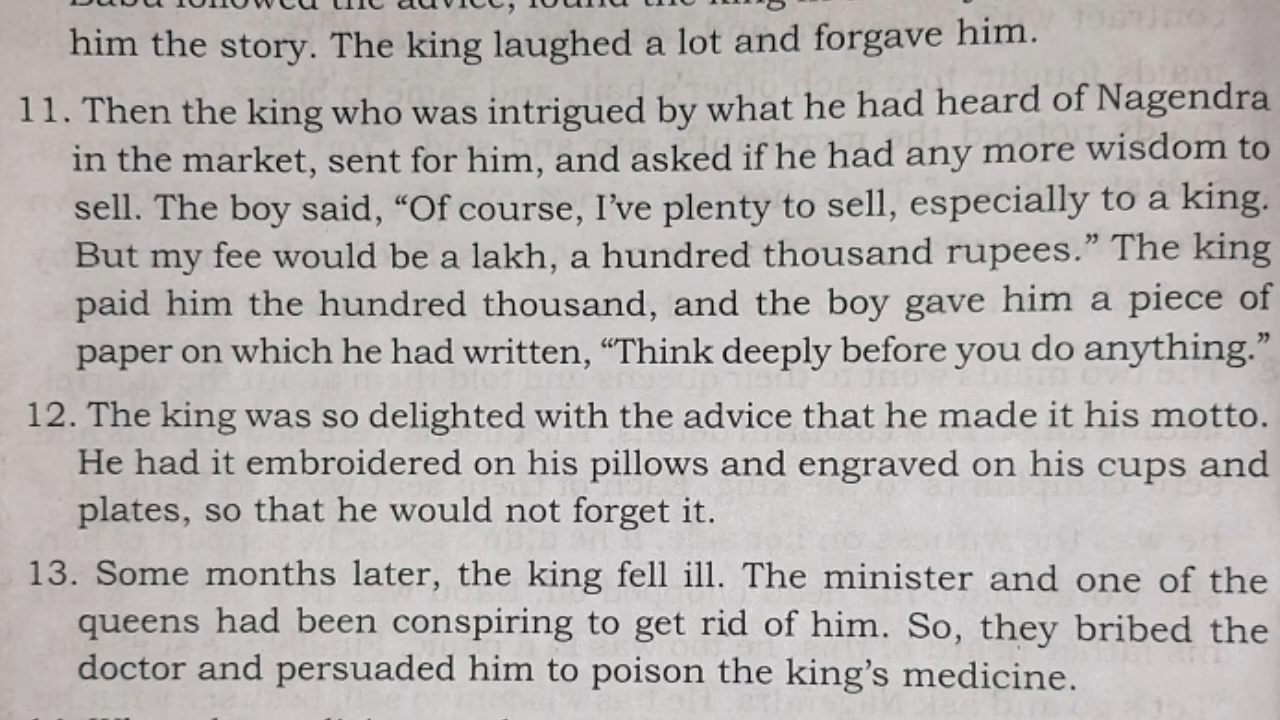 him the story. The king laughed a lot and forgave him.
11. Then the king who was intrigued by what he had heard of Nagendra
in the market, sent for him, and asked if he had any more wisdom to
sell. The boy said, “Of course, I’ve plenty to sell, especially to a king.
But my fee would be a lakh, a hundred thousand rupees.” The king
paid him the hundred thousand, and the boy gave him a piece of
paper on which he had written, “Think deeply before you do anything.”
12. The king was so delighted with the advice that he made it his motto.
He had it embroidered on his pillows and engraved on his cups and
plates, so that he would not forget it.
13. Some months later, the king fell ill. The minister and one of the
queens had been conspiring to get rid of him. So, they bribed the
doctor and persuaded him to poison the king’s medicine.